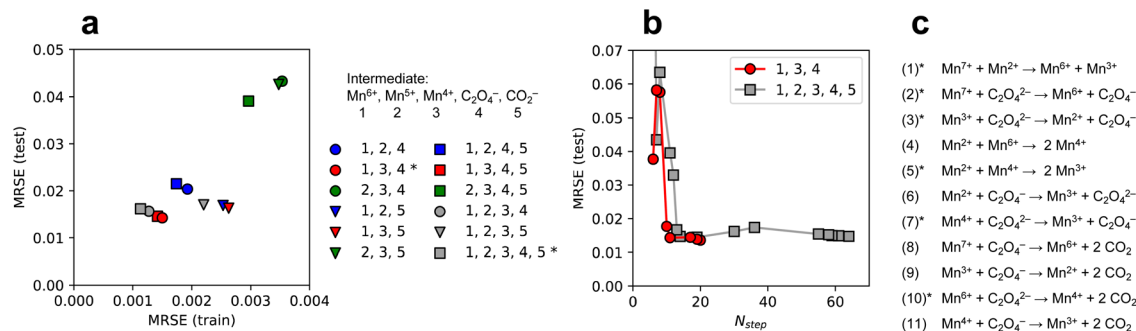 a
0.05
0.04
0.03
0.02
0.01
0.00
MRSE (test)
0.000 0.001 0.002 0.003 0.004
MRSE (train)
Intermediate:
Mn⁶⁺, Mn⁵⁺, Mn⁴⁺, C₂O₄⁻, CO₂⁻
1 2 3 4 5
1, 2, 4 1, 2, 4, 5
1, 3, 4 * 1, 3, 4, 5
2, 3, 4 2, 3, 4, 5
1, 2, 5 1, 2, 3, 4
1, 3, 5 1, 2, 3, 5
2, 3, 5 1, 2, 3, 4, 5 *
b
0.07
0.06
0.05
0.04
0.03
0.02
0.01
0.00
MRSE (test)
0 20 40 60
N_step
1, 3, 4
1, 2, 3, 4, 5
c
(1)* Mn⁷⁺ + Mn²⁺ → Mn⁶⁺ + Mn³⁺
(2)* Mn⁷⁺ + C₂O₄²⁻ → Mn⁶⁺ + C₂O₄⁻
(3)* Mn³⁺ + C₂O₄²⁻ → Mn²⁺ + C₂O₄⁻
(4) Mn²⁺ + Mn⁶⁺ → 2 Mn⁴⁺
(5)* Mn²⁺ + Mn⁴⁺ → 2 Mn³⁺
(6) Mn²⁺ + C₂O₄⁻ → Mn³⁺ + C₂O₄²⁻
(7)* Mn⁴⁺ + C₂O₄²⁻ → Mn³⁺ + C₂O₄⁻
(8) Mn⁷⁺ + C₂O₄⁻ → Mn⁶⁺ + 2 CO₂
(9) Mn³⁺ + C₂O₄⁻ → Mn²⁺ + 2 CO₂
(10)* Mn⁶⁺ + C₂O₄²⁻ → Mn⁴⁺ + 2 CO₂
(11) Mn⁴⁺ + C₂O₄⁻ → Mn³⁺ + 2 CO₂